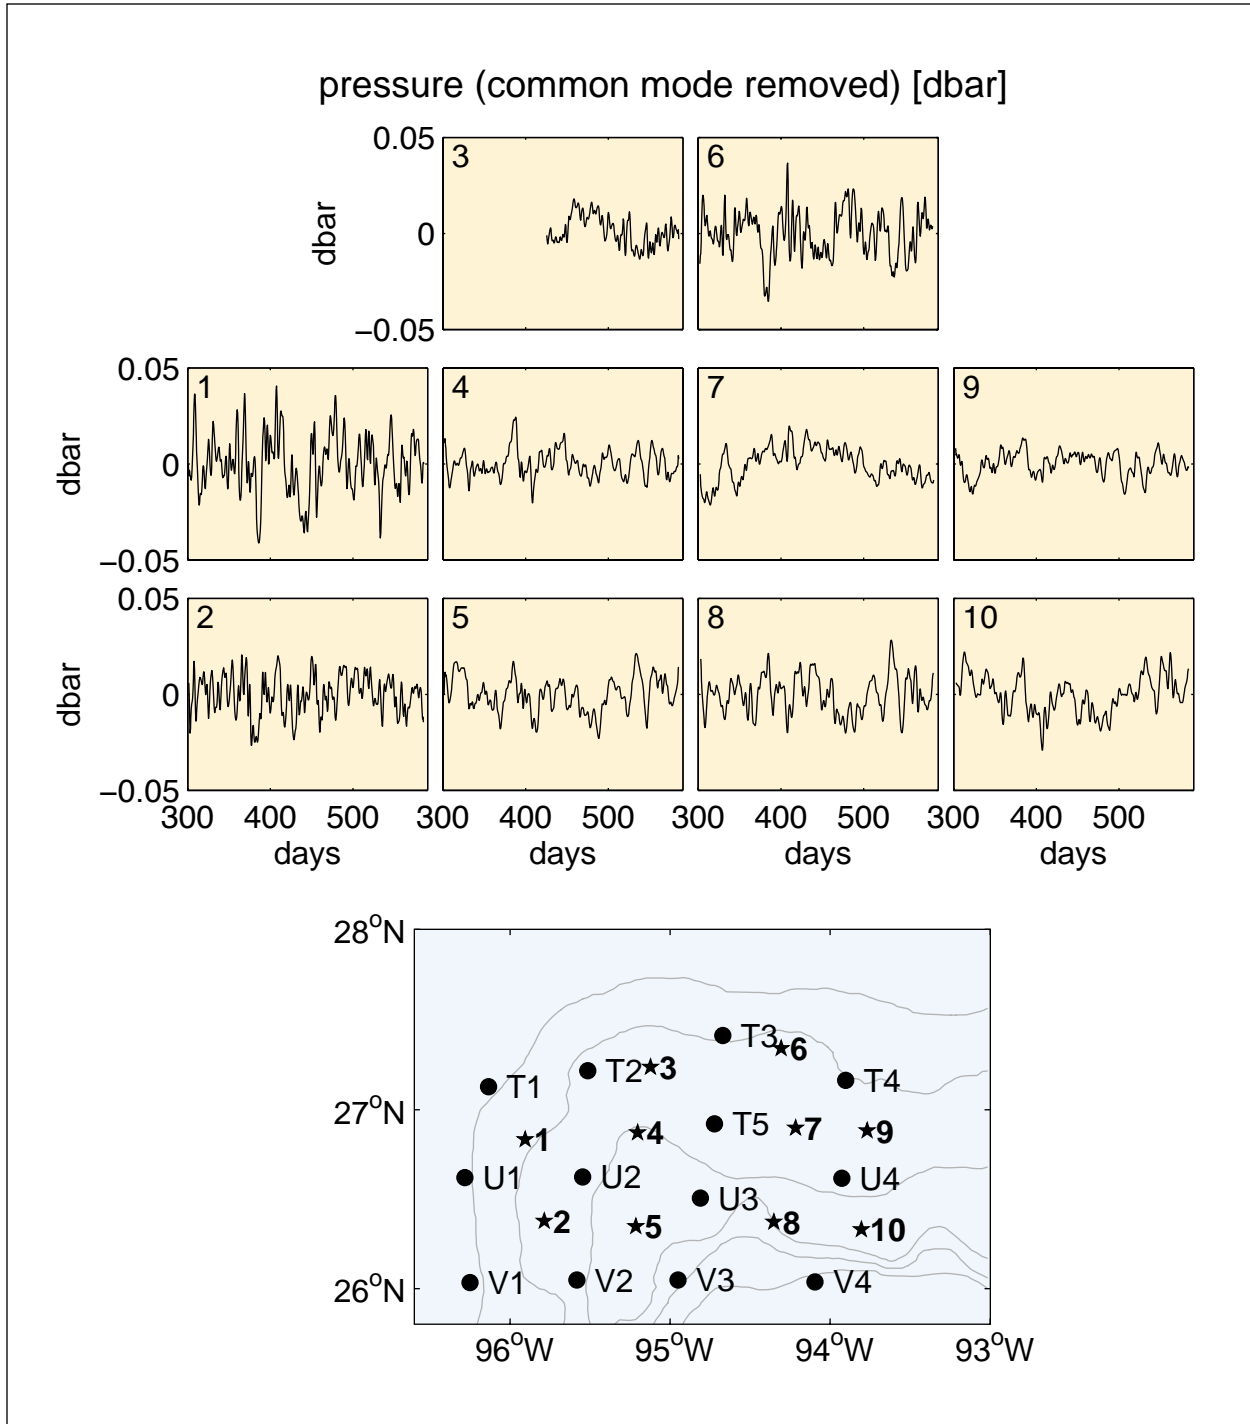 pressure (common mode removed) [dbar]
0.05
3
6
dbar
0
−0.05
0.05
1
4
7
9
dbar
0
−0.05
0.05
2
5
8
10
dbar
0
−0.05
300 400 500 300 400 500 300 400 500 300 400 500
days days days days
28°N
T3
6
T2
3
T1
T4
27°N
1
4
T5
7
9
U1
U2
U4
U3
2
5
8
10
V1
V2
V3
V4
26°N
96°W 95°W 94°W 93°W